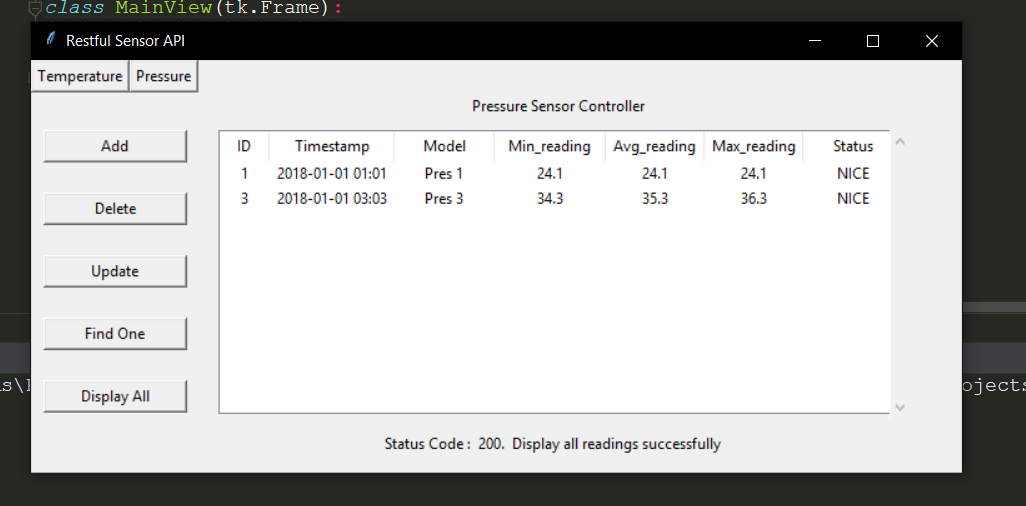 class MainView(tk.Frame):
Restful Sensor API
Temperature Pressure
Pressure Sensor Controller
Add
Delete
Update
Find One
Display All
ID Timestamp Model Min_reading Avg_reading Max_reading Status
1 2018-01-01 01:01 Pres 1 24.1 24.1 24.1 NICE
3 2018-01-01 03:03 Pres 3 34.3 35.3 36.3 NICE
Status Code : 200. Display all readings successfully